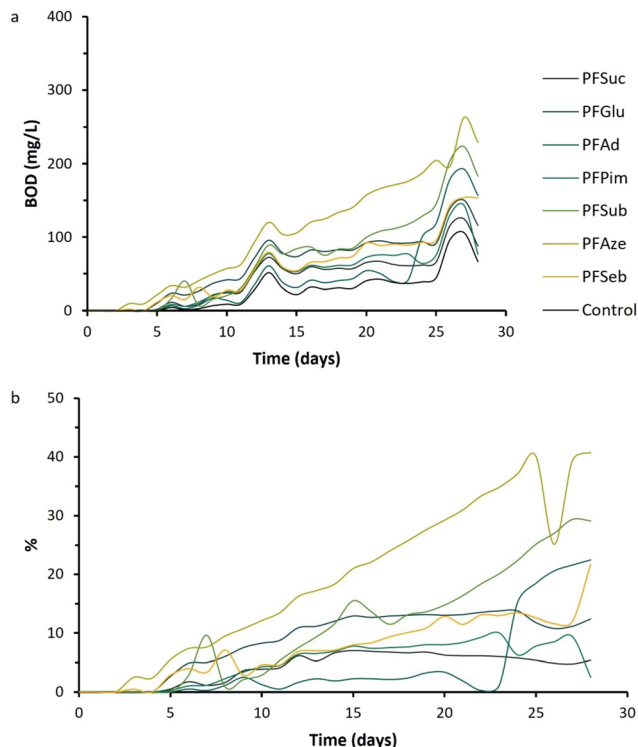 a
400
300
200
100
0
BOD (mg/L)
0 5 10 15 20 25 30
Time (days)
PFSuc
PFGlu
PFAd
PFPim
PFSub
PFAze
PFSeb
Control
b
50
40
30
20
10
0
%
0 5 10 15 20 25 30
Time (days)